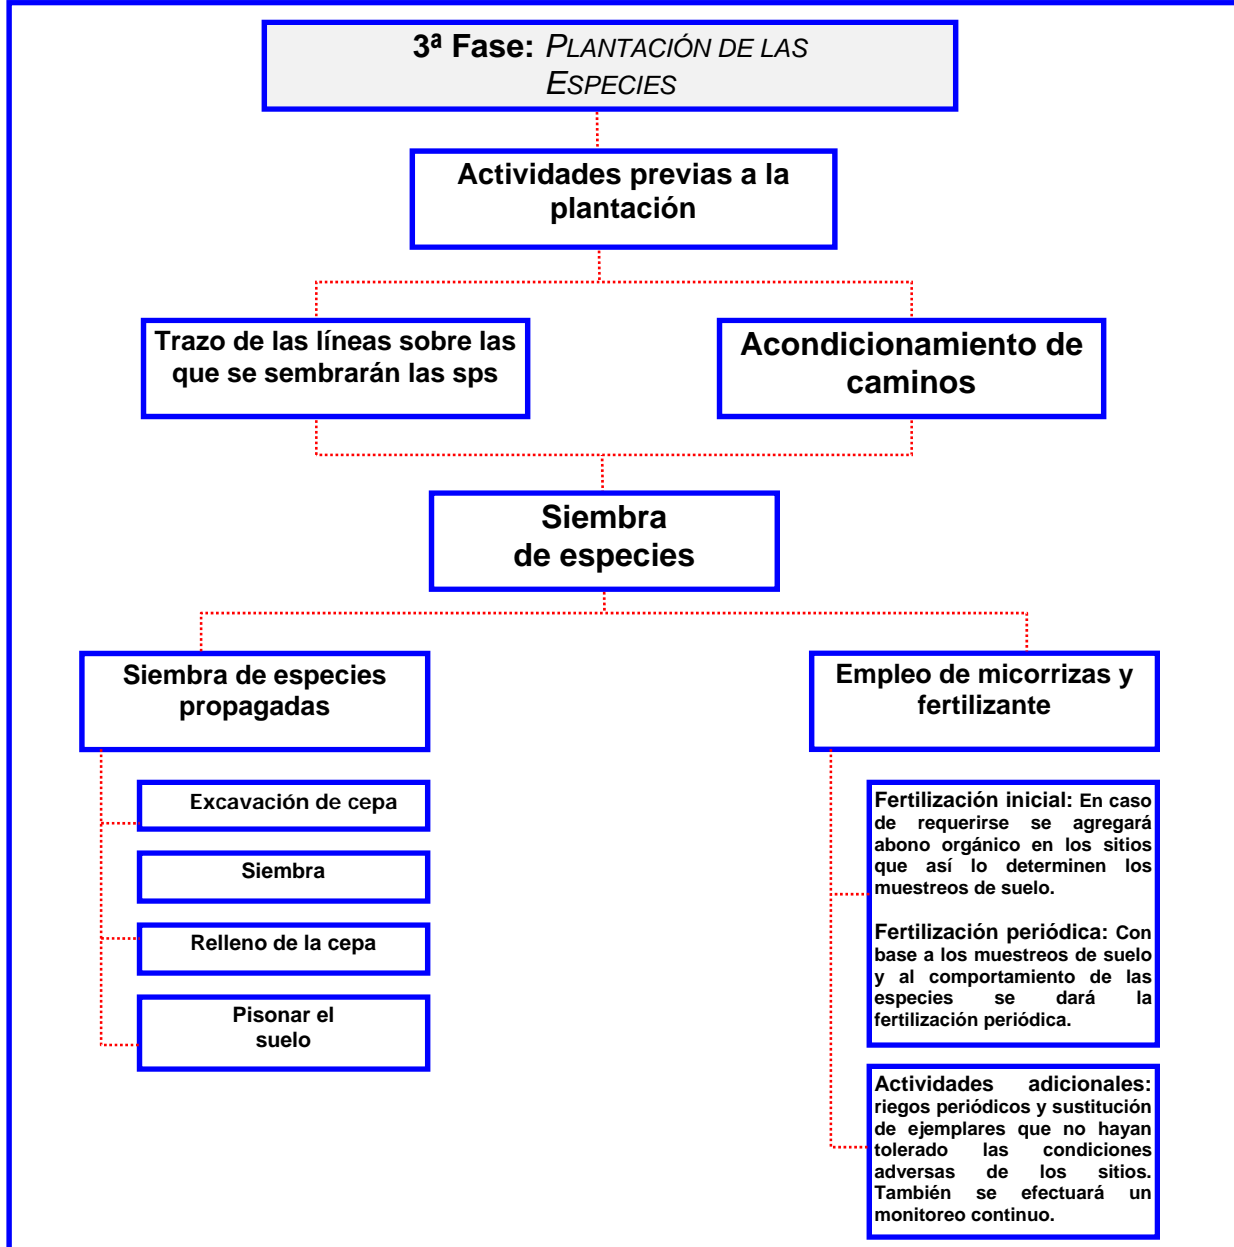 3ª Fase: PLANTACIÓN DE LAS
ESPECIES
Actividades previas a la
plantación
Trazo de las líneas sobre las
que se sembrarán las sps
Acondicionamiento de
caminos
Siembra
de especies
Siembra de especies
propagadas
Excavación de cepa
Siembra
Relleno de la cepa
Pisonar el
suelo
Empleo de micorrizas y
fertilizante
Fertilización inicial: En caso
de requerirse se agregará
abono orgánico en los sitios
que así lo determinen los
muestreos de suelo.
Fertilización periódica: Con
base a los muestreos de suelo
y al comportamiento de las
especies se dará la
fertilización periódica.
Actividades adicionales:
riegos periódicos y sustitución
de ejemplares que no hayan
tolerado las condiciones
adversas de los sitios.
También se efectuará un
monitoreo continuo.